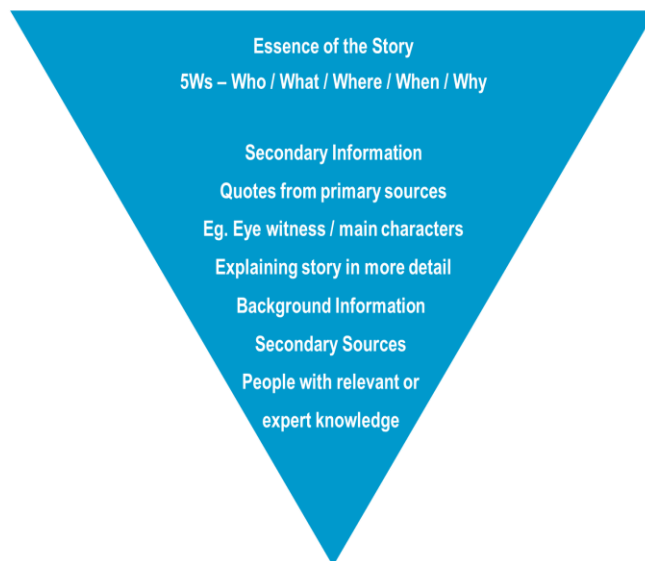 Essence of the Story
5Ws – Who / What / Where / When / Why
Secondary Information
Quotes from primary sources
Eg. Eye witness / main characters
Explaining story in more detail
Background Information
Secondary Sources
People with relevant or
expert knowledge